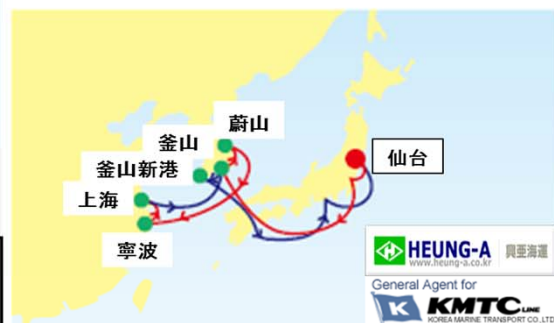 蔚山
釜山
釜山新港
仙台
上海
寧波
HEUNG-A
www.heung-a.co.kr
興亜海運
General Agent for
K
KMTC LINE
KOREA MARINE TRANSPORT CO.,LTD